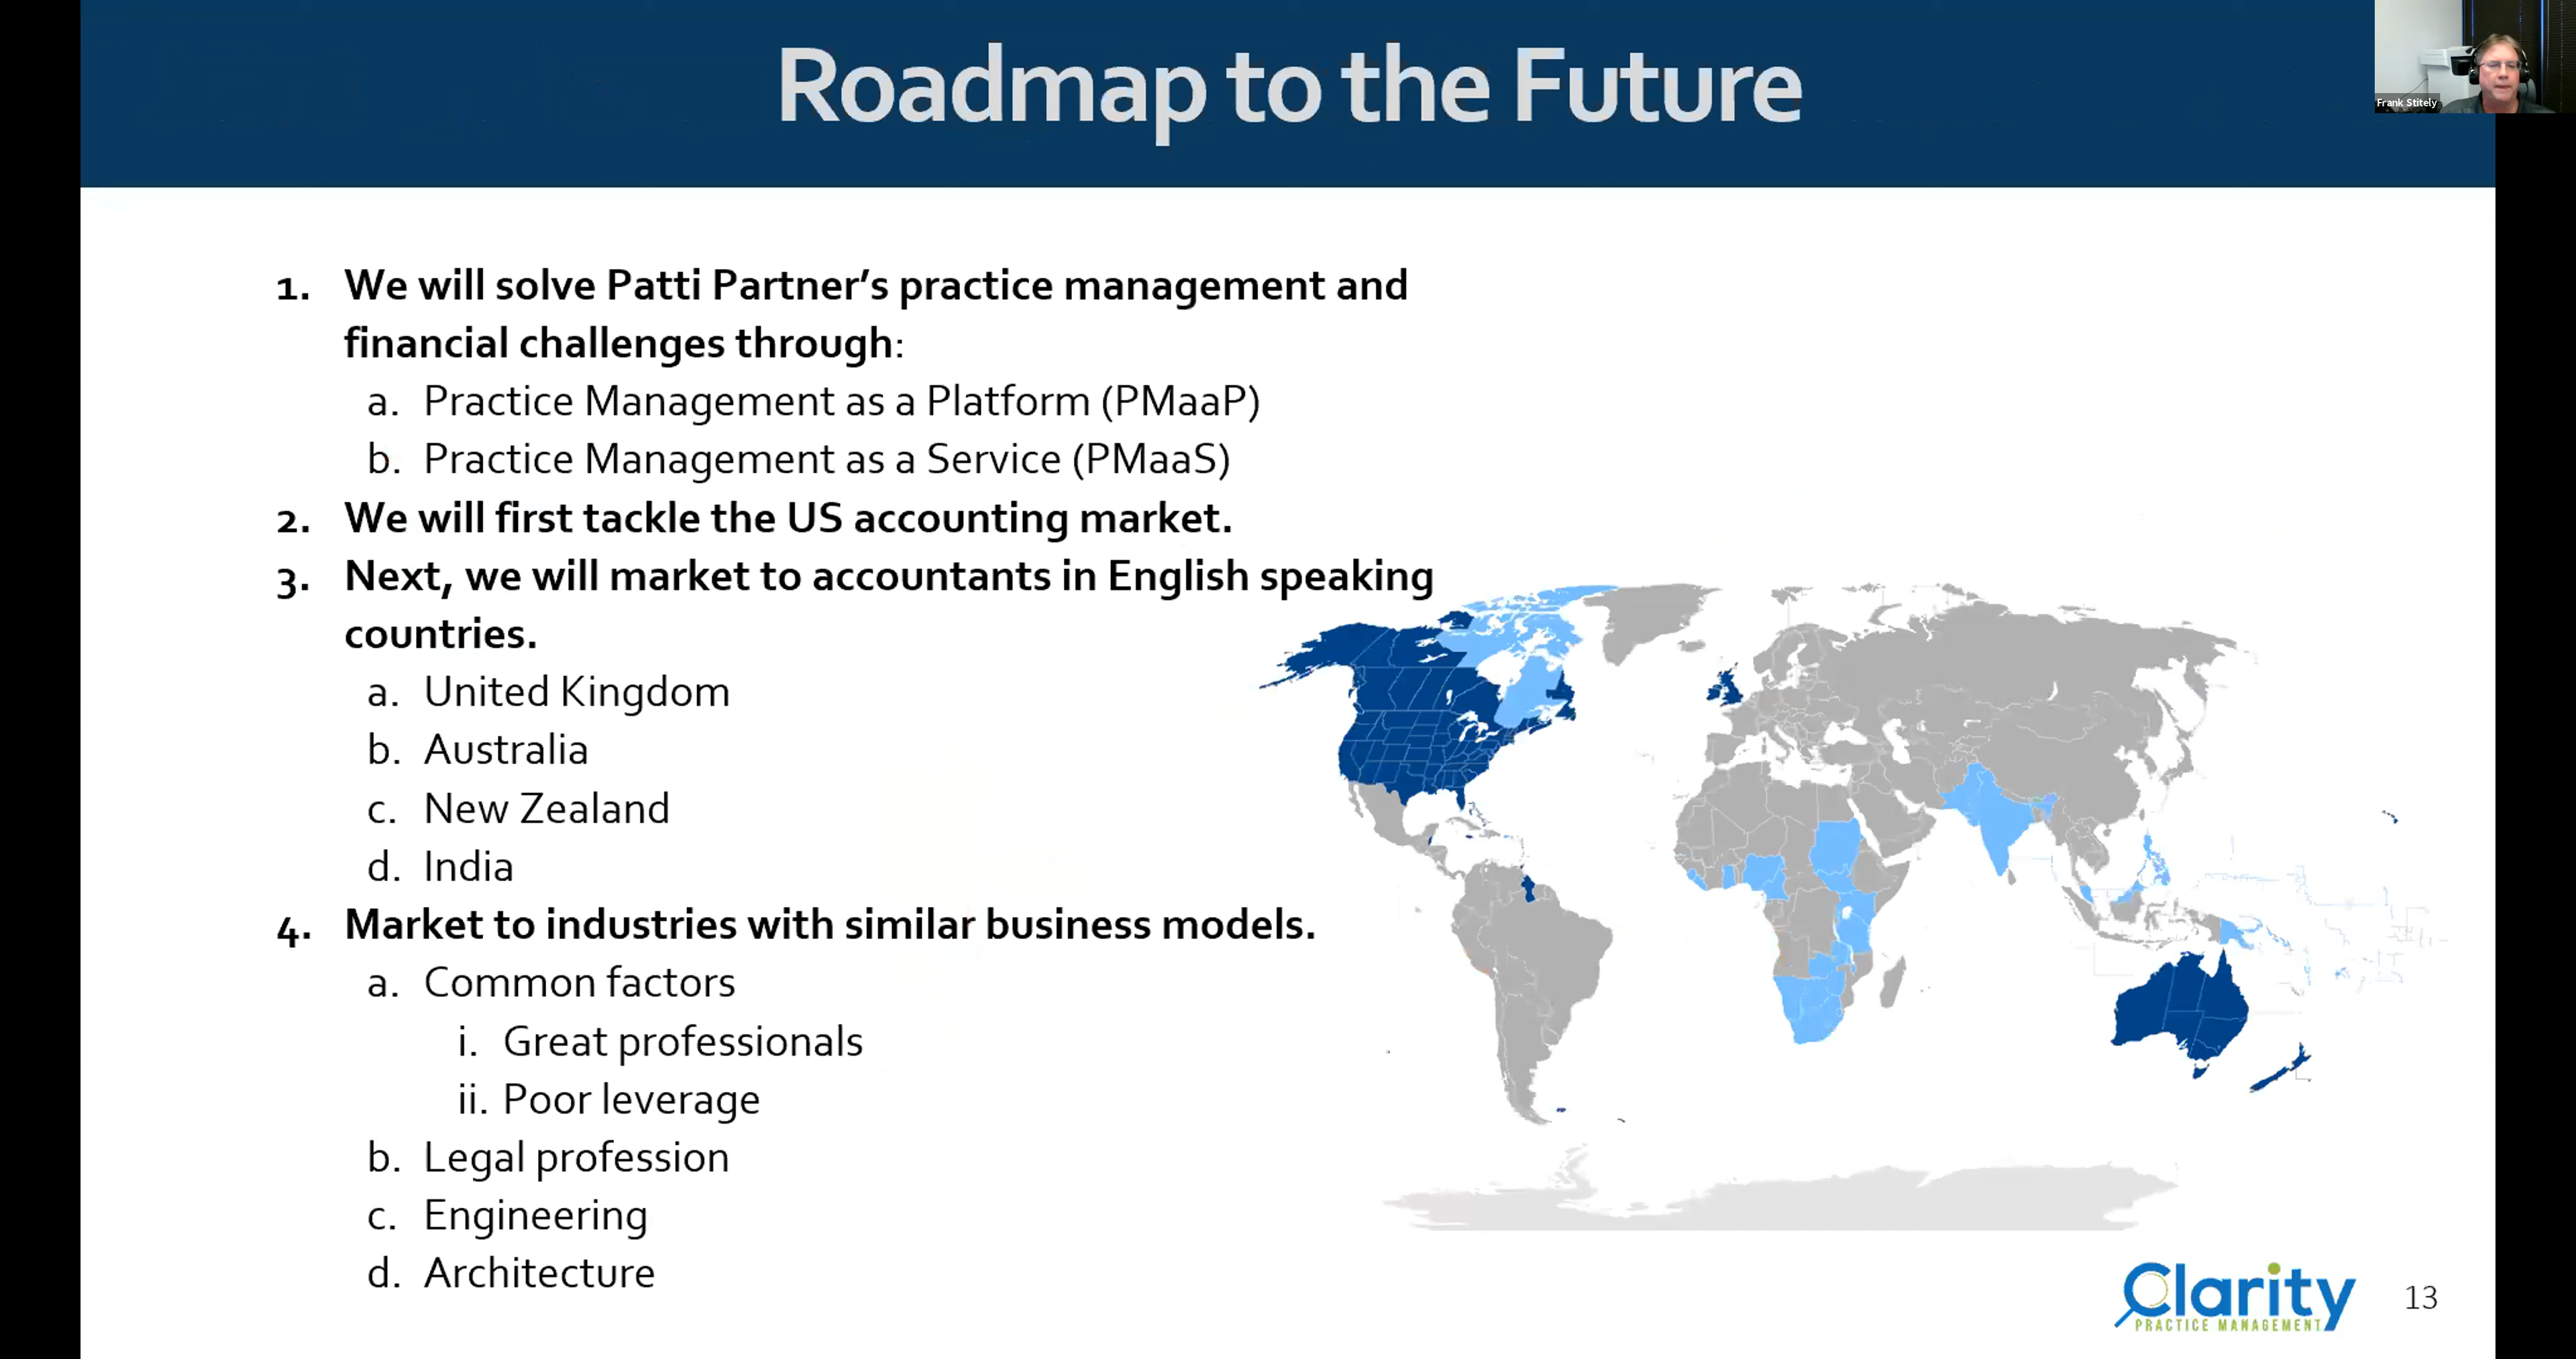 Roadmap to the Future
Frank Stitely
1. We will solve Patti Partner’s practice management and
financial challenges through:
a. Practice Management as a Platform (PMaaP)
b. Practice Management as a Service (PMaaS)
2. We will first tackle the US accounting market.
3. Next, we will market to accountants in English speaking
countries.
a. United Kingdom
b. Australia
c. New Zealand
d. India
4. Market to industries with similar business models.
a. Common factors
i. Great professionals
ii. Poor leverage
b. Legal profession
c. Engineering
d. Architecture
Clarity
PRACTICE MANAGEMENT
13